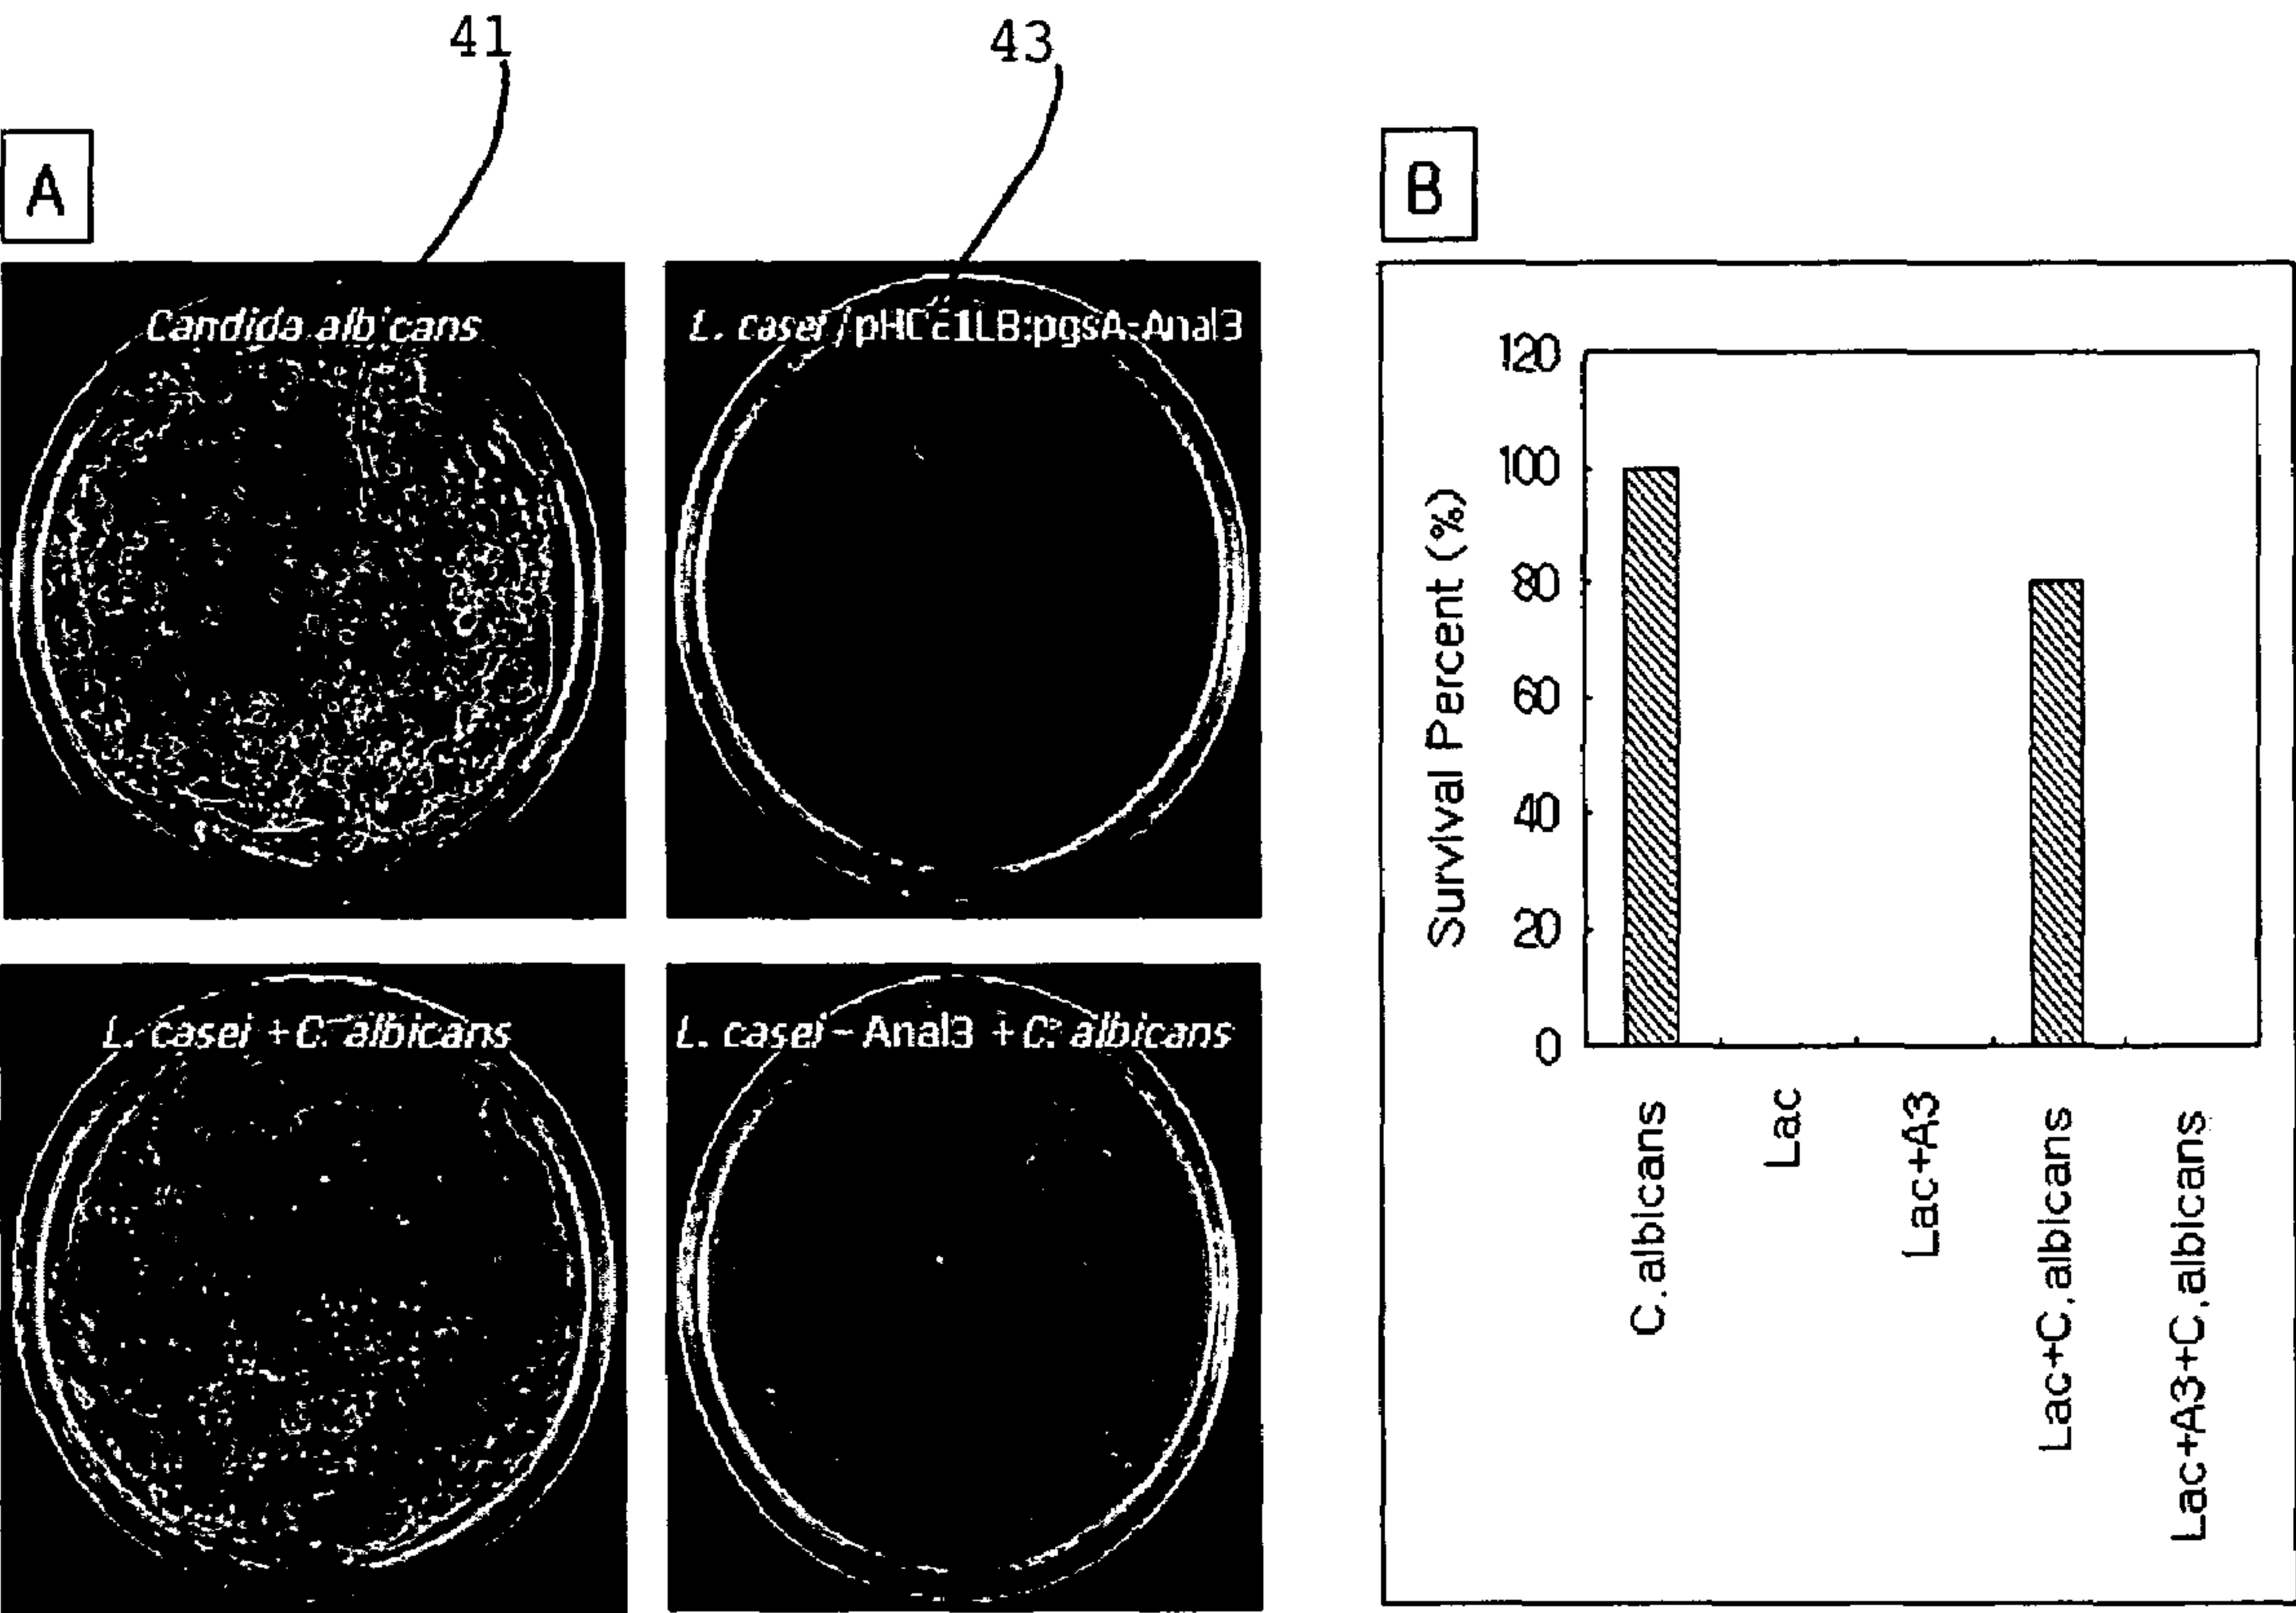 41
43
A
B
Candida albicans
L. casei/pHCE1LB:pgsA-Anal3
L. casei + C. albicans
L. casei - Anal3 + C. albicans
Survival Percent (%)
120
100
80
60
40
20
0
C. albicans
Lac
Lac+A3
Lac+C, albicans
Lac+A3+C, albicans